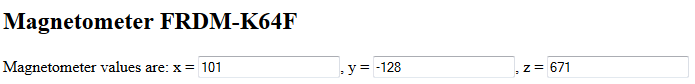 Magnetometer FRDM-K64F
Magnetometer values are: x = 101 , y = -128 , z = 671